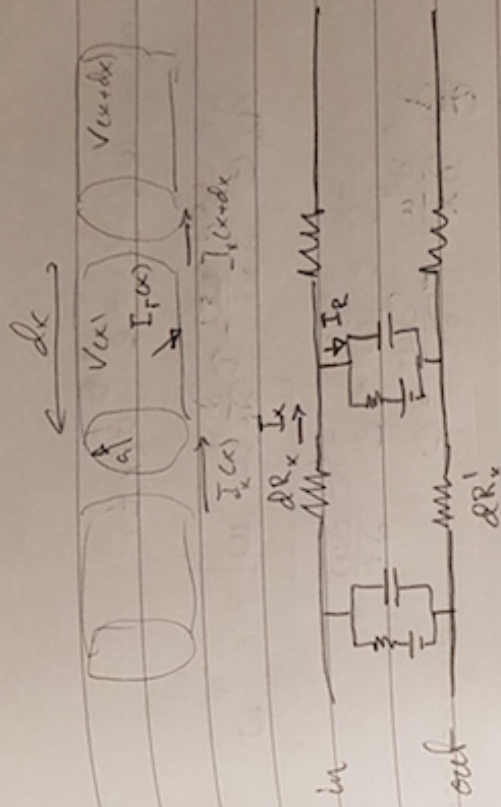 dx
V(x)
V(x+dx)
a
I_r(x)
I_x(x)
I_x(x+dx)
I_x
dR_x
I_R
in
out
dR'_x